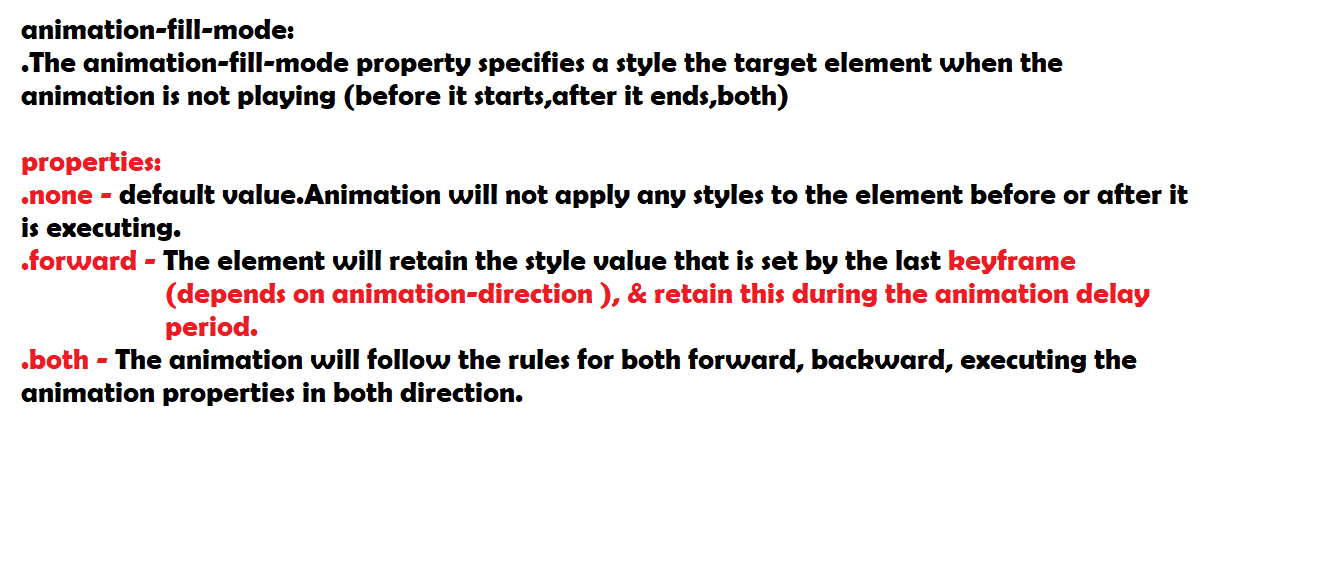 animation-fill-mode:
.The animation-fill-mode property specifies a style the target element when the
animation is not playing (before it starts,after it ends,both)
properties:
.none - default value.Animation will not apply any styles to the element before or after it
is executing.
.forward - The element will retain the style value that is set by the last keyframe
(depends on animation-direction ), & retain this during the animation delay
period.
.both - The animation will follow the rules for both forward, backward, executing the
animation properties in both direction.